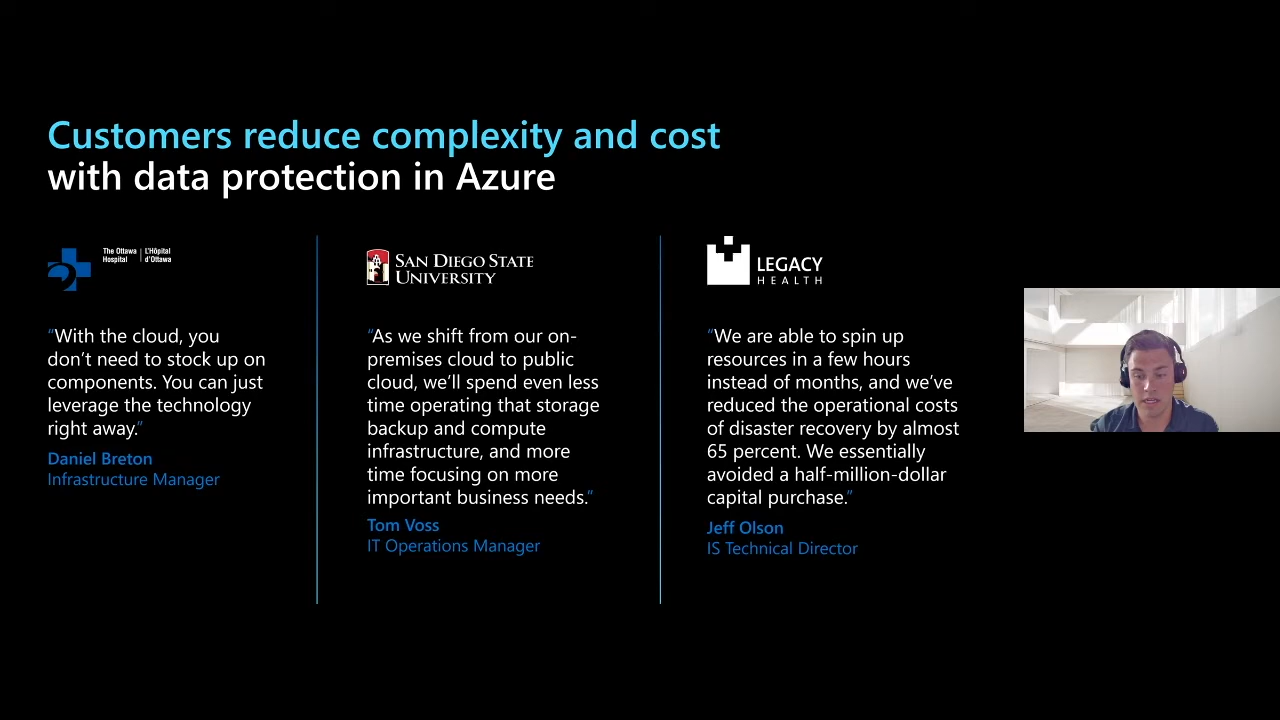 Customers reduce complexity and cost
with data protection in Azure
The Ottawa | L'Hôpital
Hospital | d'Ottawa
“With the cloud, you
don’t need to stock up on
components. You can just
leverage the technology
right away.”
Daniel Breton
Infrastructure Manager
SAN DIEGO STATE
UNIVERSITY
“As we shift from our on-
premises cloud to public
cloud, we’ll spend even less
time operating that storage
backup and compute
infrastructure, and more
time focusing on more
important business needs.“
Tom Voss
IT Operations Manager
LEGACY
HEALTH
“We are able to spin up
resources in a few hours
instead of months, and we’ve
reduced the operational costs
of disaster recovery by almost
65 percent. We essentially
avoided a half-million-dollar
capital purchase.”
Jeff Olson
IS Technical Director